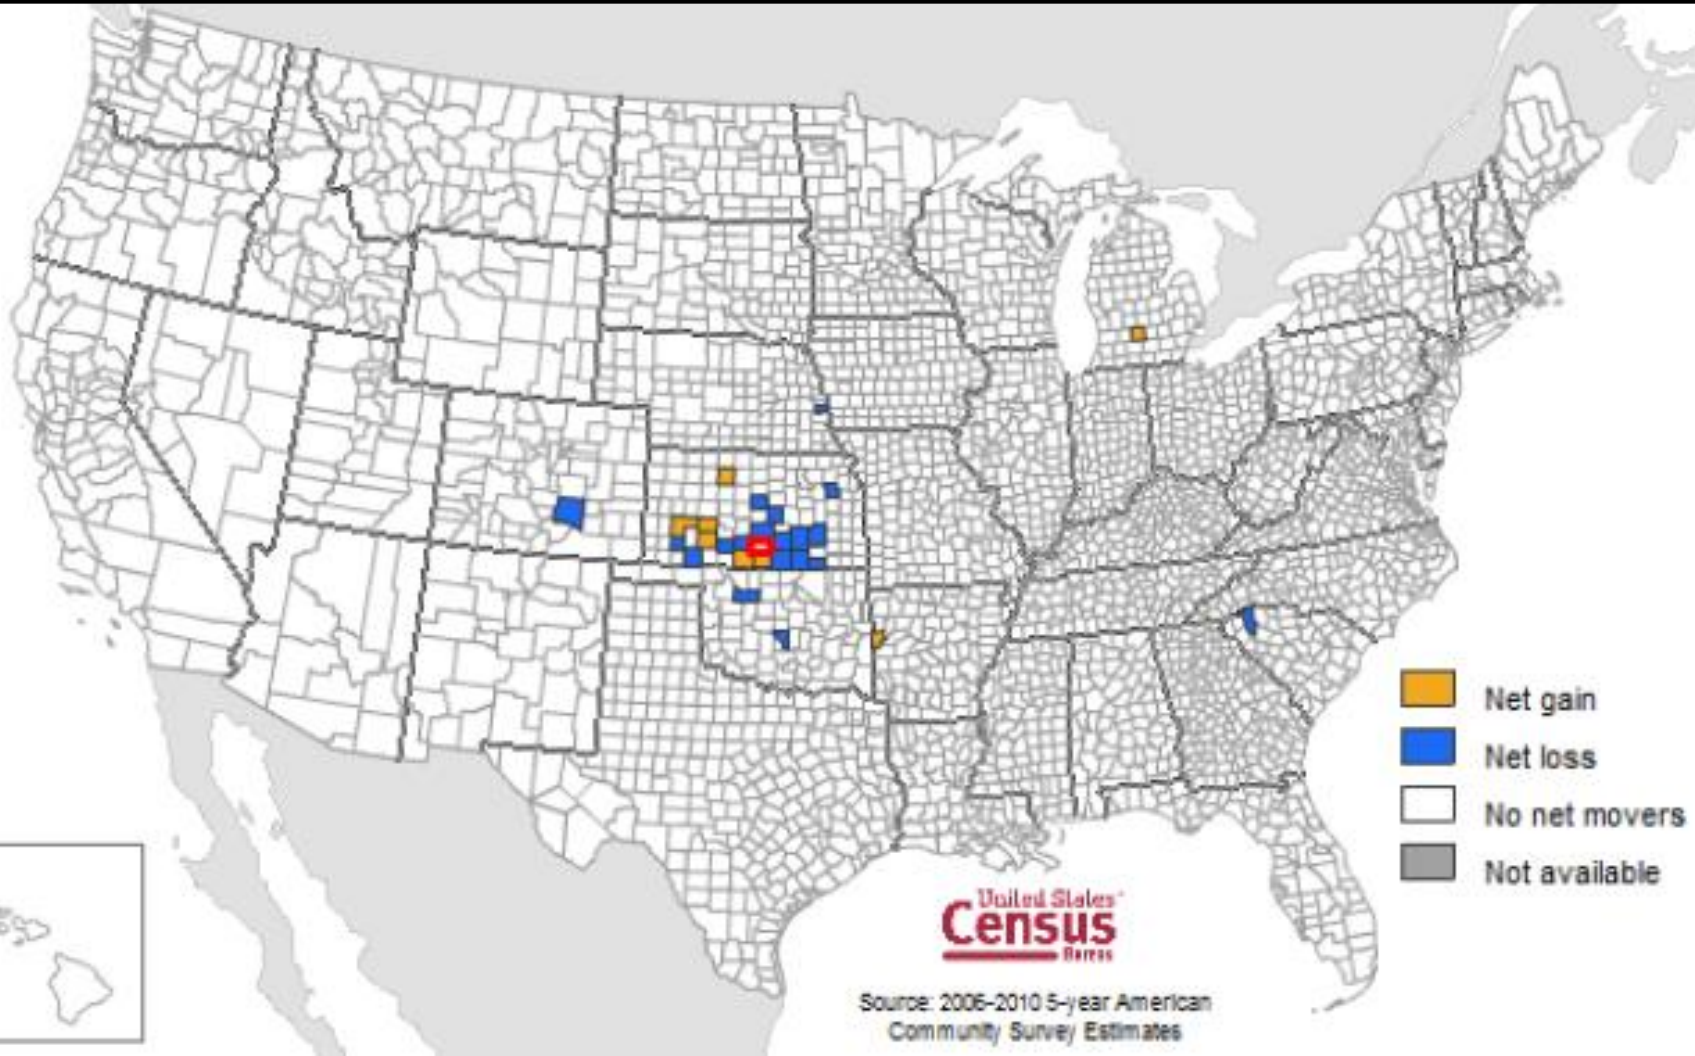 Net gain
Net loss
No net movers
Not available
United States
Census
Bureau
Source: 2006-2010 5-year American
Community Survey Estimates